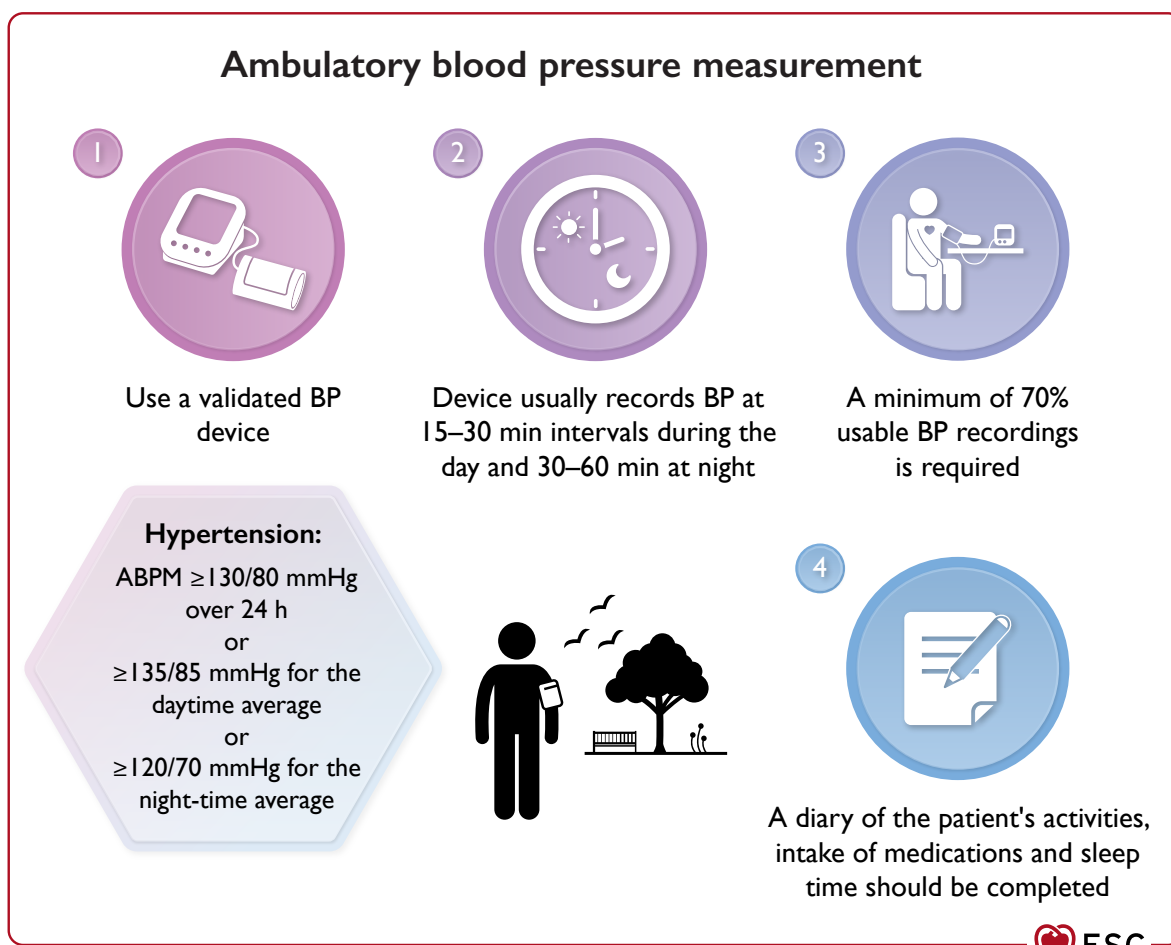 Ambulatory blood pressure measurement
1
Use a validated BP
device
2
Device usually records BP at
15–30 min intervals during the
day and 30–60 min at night
3
A minimum of 70%
usable BP recordings
is required
Hypertension:
ABPM ≥130/80 mmHg
over 24 h
or
≥135/85 mmHg for the
daytime average
or
≥120/70 mmHg for the
night-time average
4
A diary of the patient's activities,
intake of medications and sleep
time should be completed
ESC